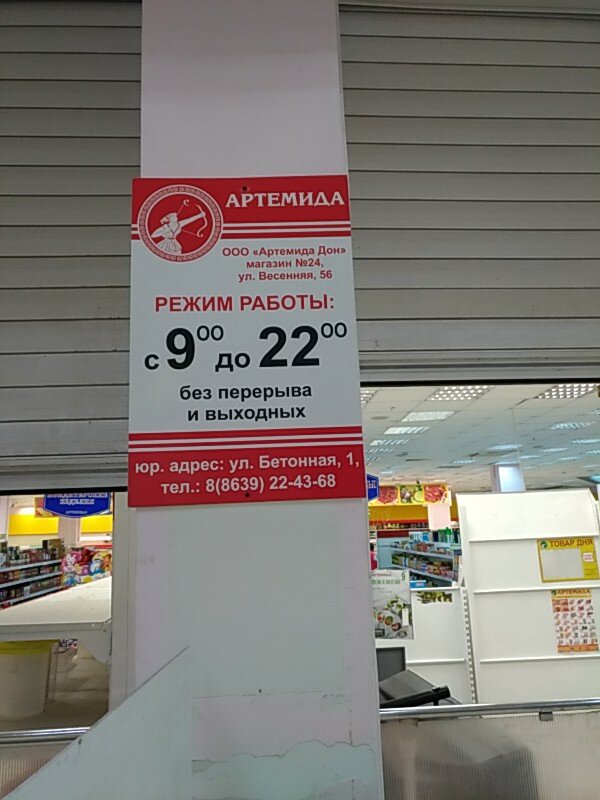 АРТЕМИДА
ООО «Артемида Дон»
магазин №24,
ул. Весенняя, 56
РЕЖИМ РАБОТЫ:
с 9⁰⁰ до 22⁰⁰
без перерыва
и выходных
юр. адрес: ул. Бетонная, 1,
тел.: 8(8639) 22-43-68
ТОВАР ДНЯ
АРТЕМИДА